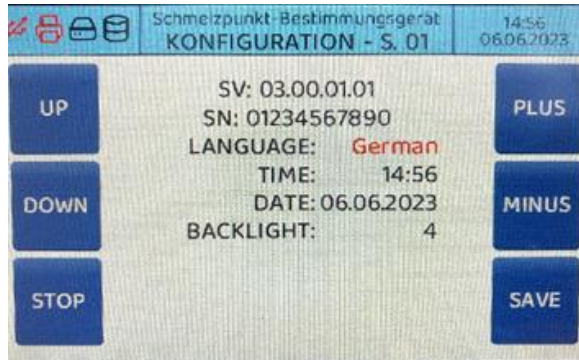 Schmelzpunkt-Bestimmungsgerät
KONFIGURATION - S. 01
14:56
06.06.2023
UP
DOWN
STOP
SV: 03.00.01.01
SN: 01234567890
LANGUAGE: German
TIME: 14:56
DATE: 06.06.2023
BACKLIGHT: 4
PLUS
MINUS
SAVE